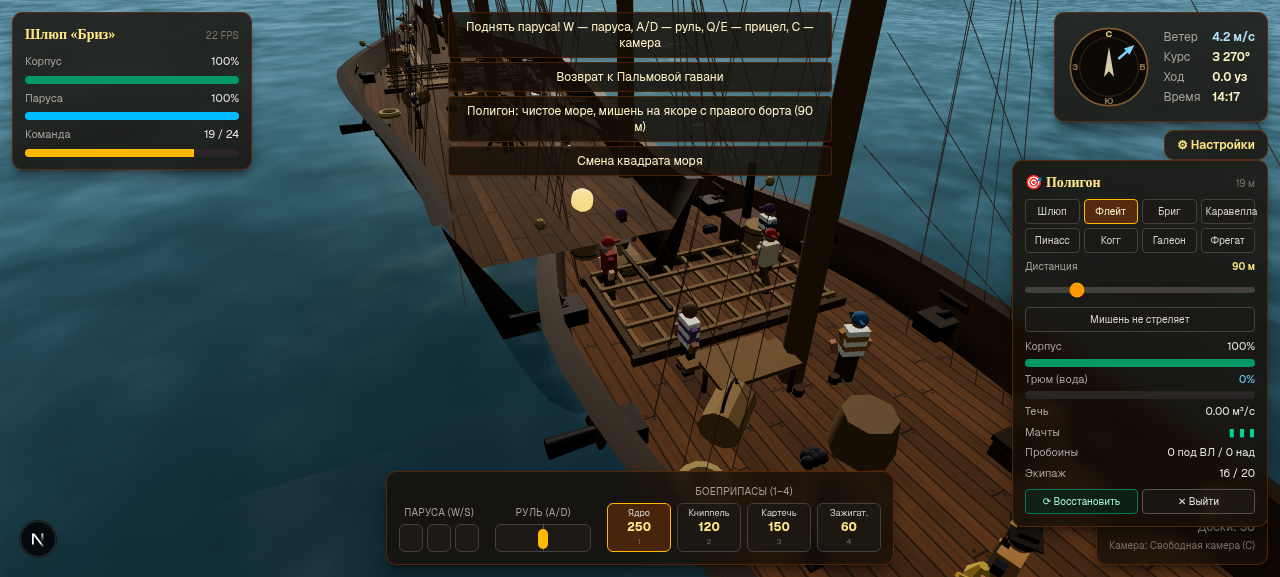 Шлюп «Бриз»
22 FPS
Корпус 100%
Паруса 100%
Команда 19 / 24
Поднять паруса! W — паруса, A/D — руль, Q/E — прицел, C —
камера
Возврат к Пальмовой гавани
Полигон: чистое море, мишень на якоре с правого борта (90
м)
Смена квадрата моря
С
З
В
Ю
Ветер 4.2 м/с
Курс З 270°
Ход 0.0 уз
Время 14:17
⚙ Настройки
🎯 Полигон 19 м
Шлюп Флейт Бриг Каравелла
Пинасс Когг Галеон Фрегат
Дистанция 90 м
Мишень не стреляет
Корпус 100%
Трюм (вода) 0%
Течь 0.00 м³/с
Мачты
Пробоины 0 под ВЛ / 0 над
Экипаж 16 / 20
⟳ Восстановить ✕ Выйти
Доски: 30
Камера: Свободная камера (C)
ПАРУСА (W/S)
РУЛЬ (A/D)
БОЕПРИПАСЫ (1–4)
Ядро 250 1
Книппель 120 2
Картечь 150 3
Зажигат. 60 4
N